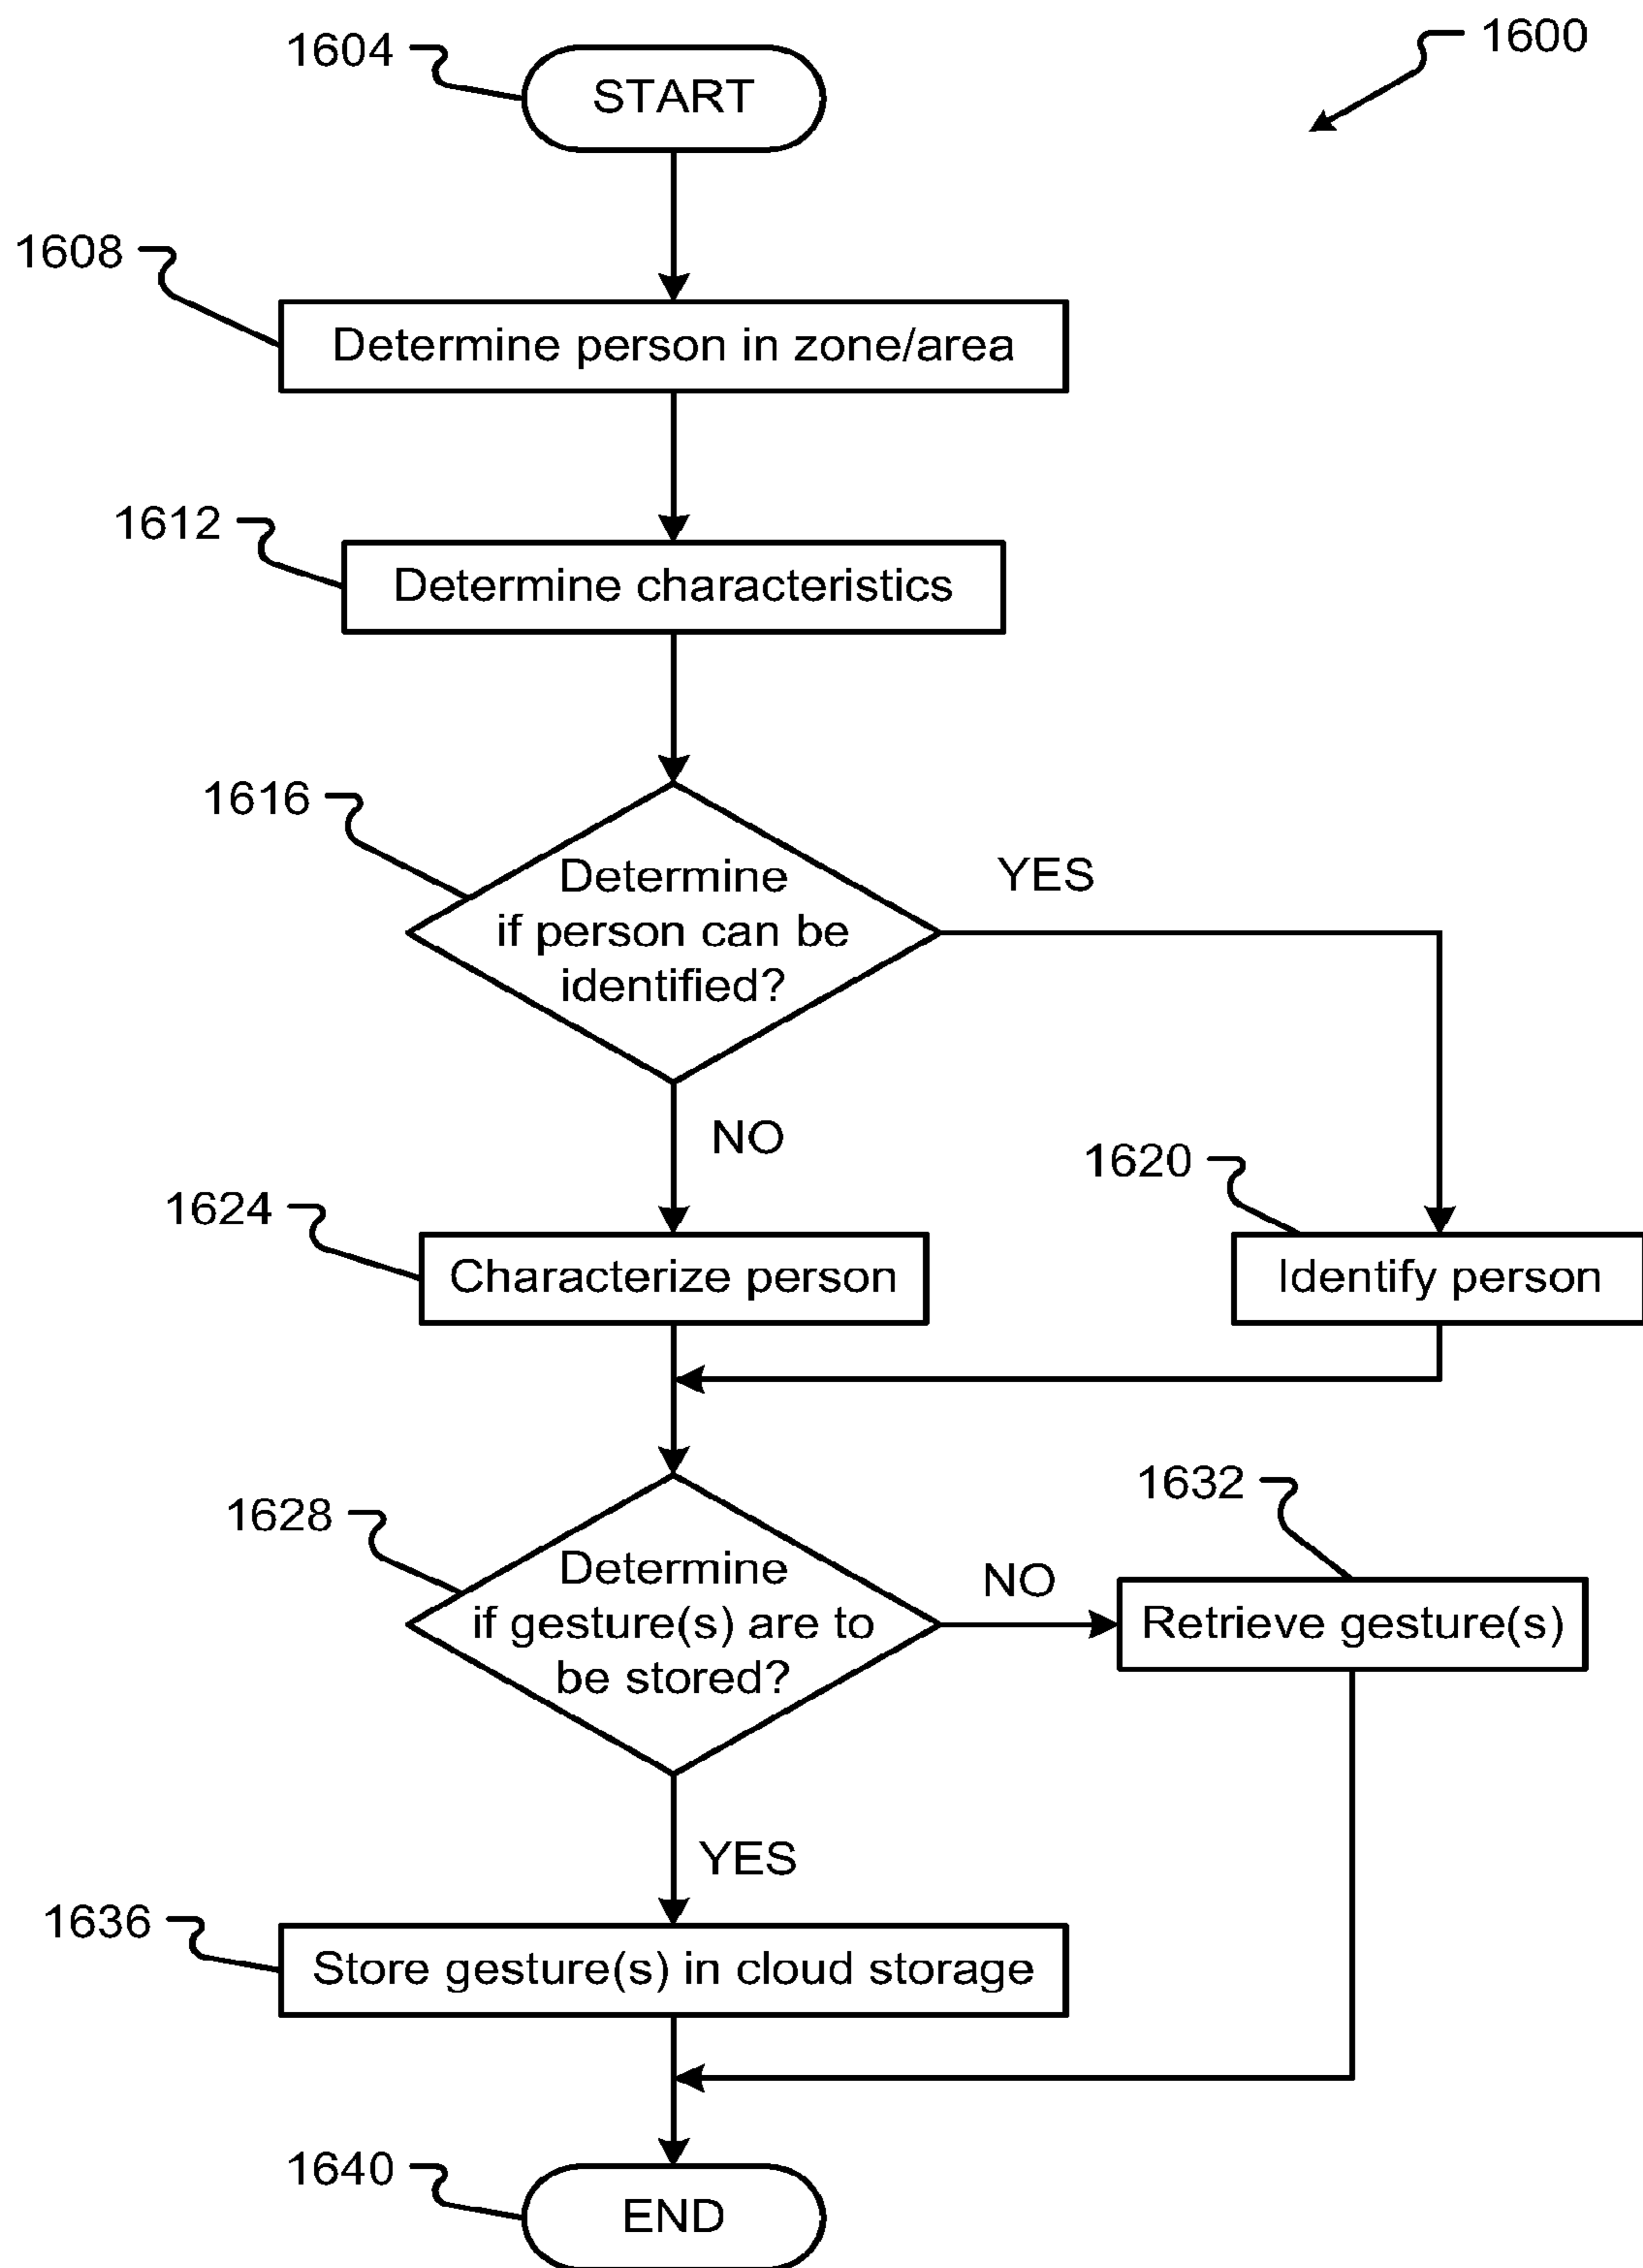 1600
1604
START
1608
Determine person in zone/area
1612
Determine characteristics
1616
Determine
if person can be
identified?
YES
NO
1620
1624
Characterize person
Identify person
1628
1632
Determine
if gesture(s) are to
be stored?
NO
Retrieve gesture(s)
YES
1636
Store gesture(s) in cloud storage
1640
END